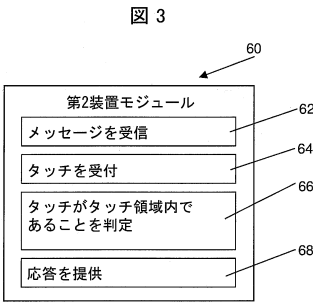 図 3
60
第2装置モジュール
メッセージを受信
62
タッチを受付
64
66
タッチがタッチ領域内で
あることを判定
応答を提供
68